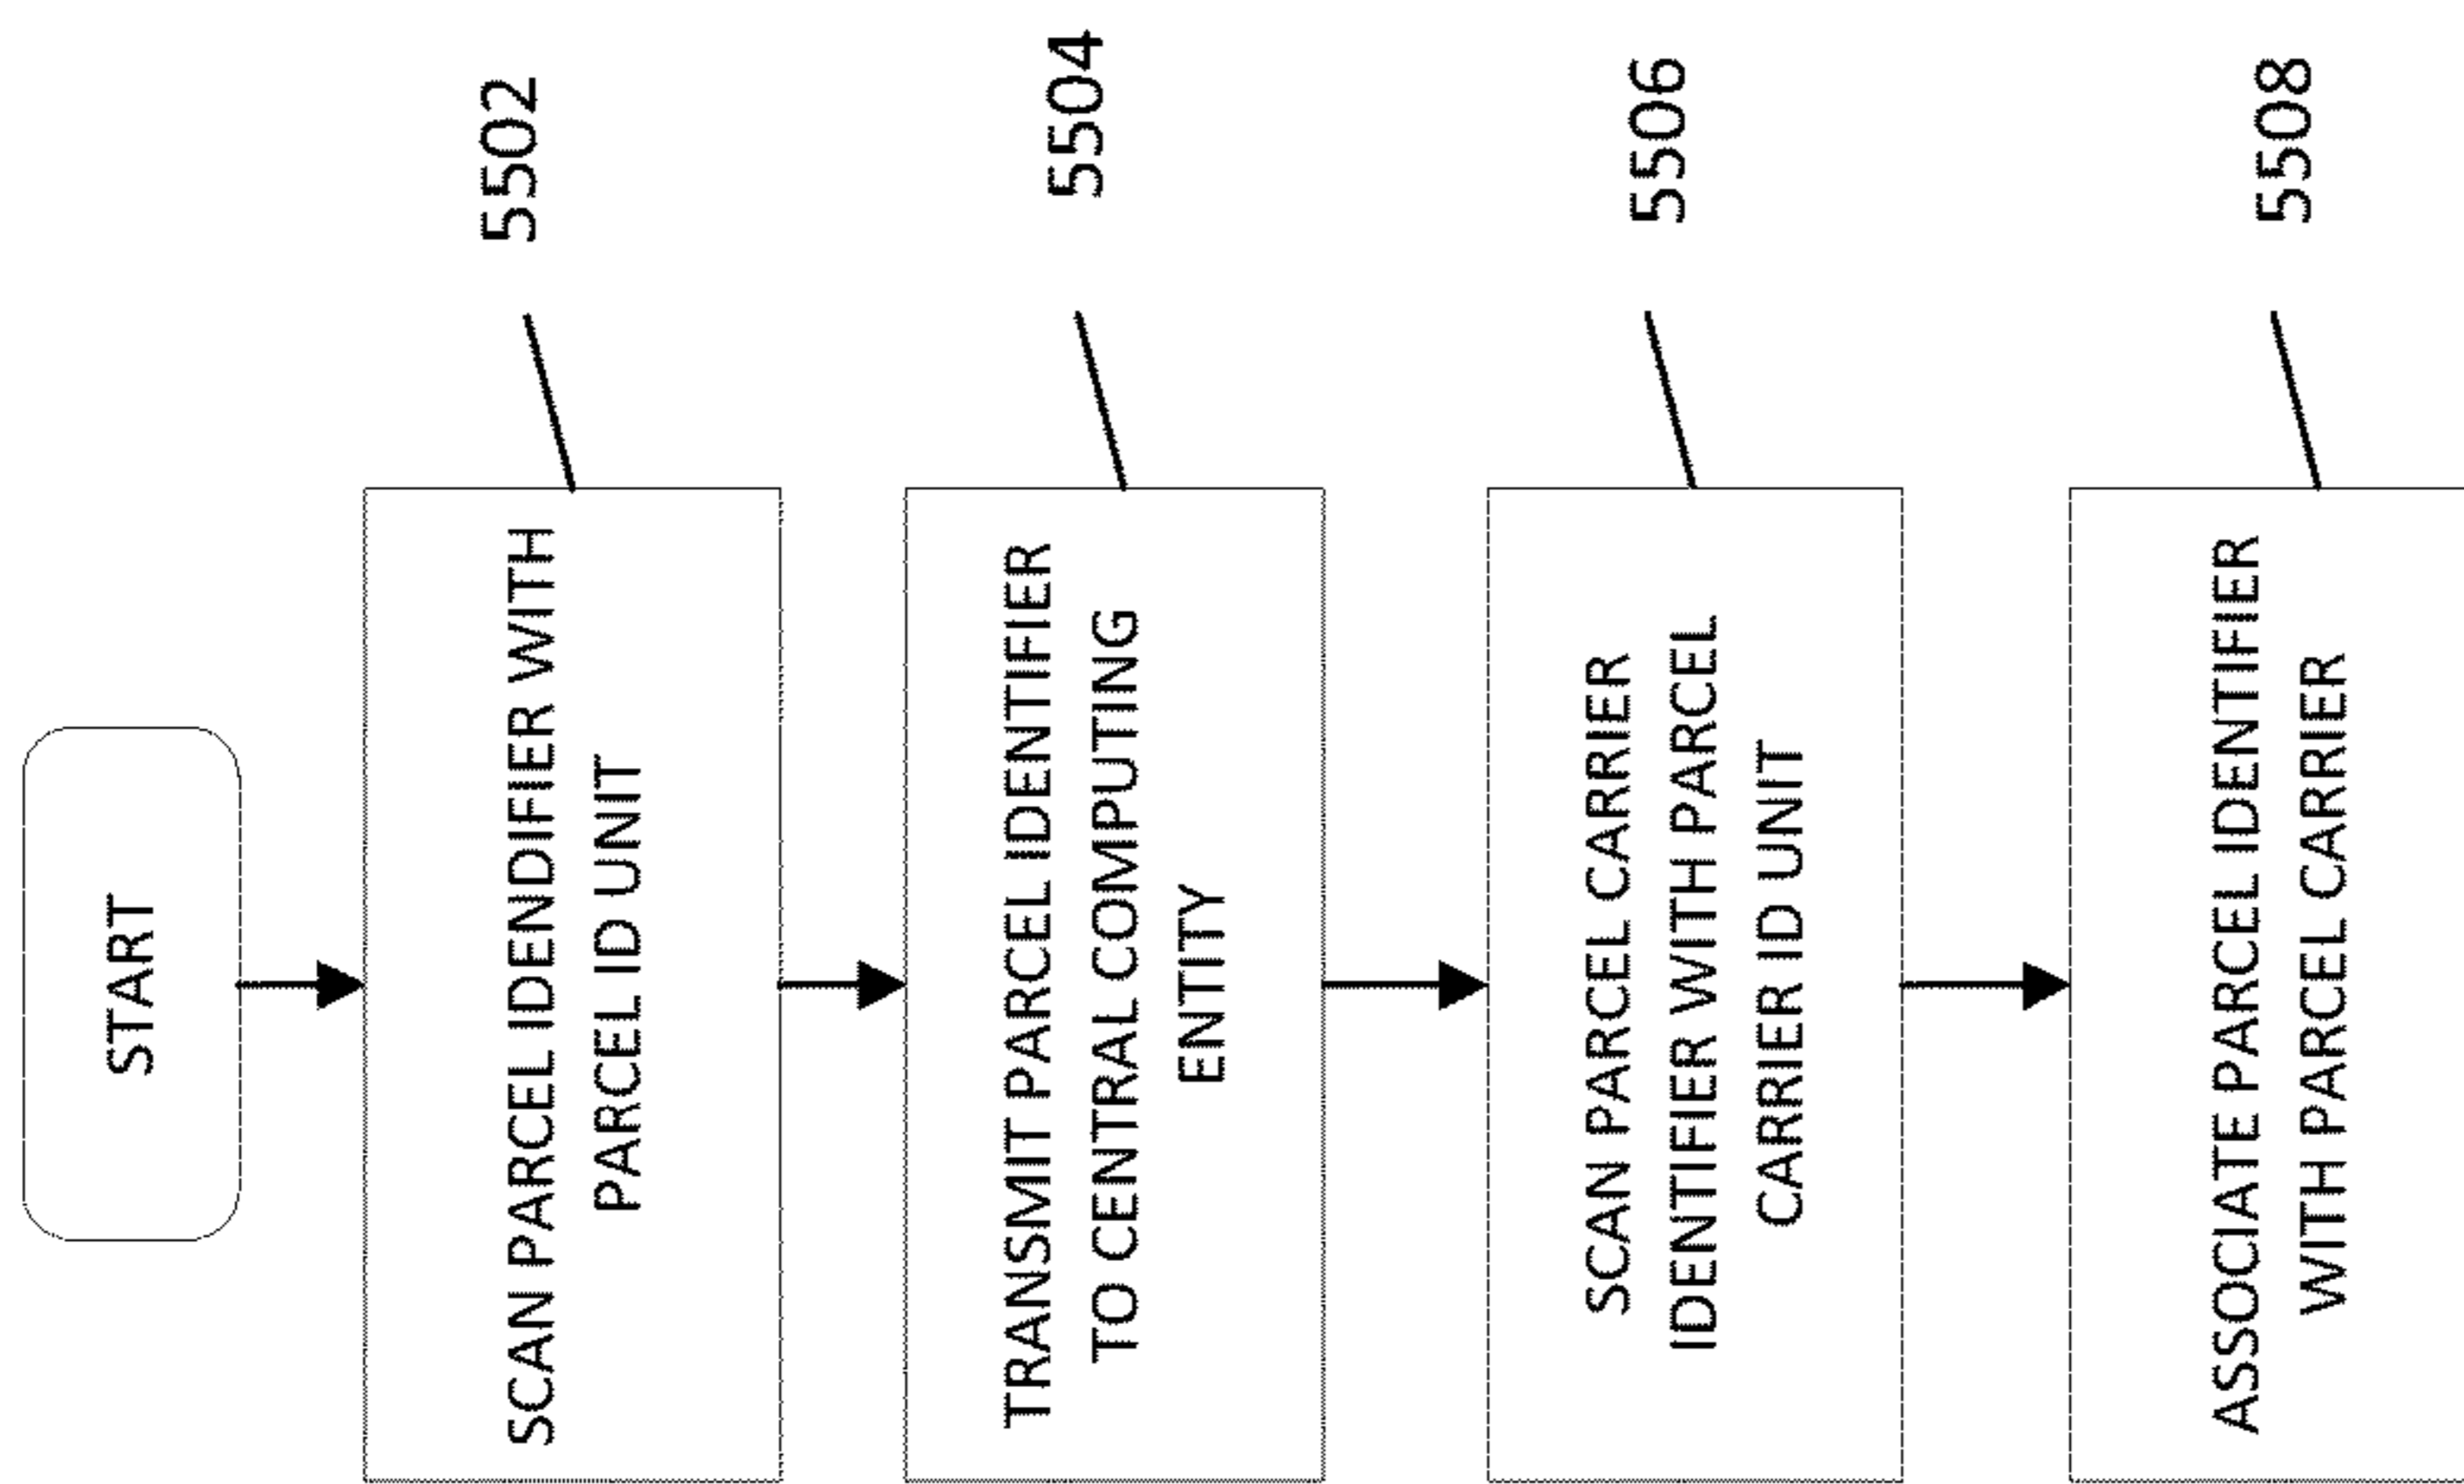 START
SCAN PARCEL IDENDIFIER WITH
PARCEL ID UNIT
5502
TRANSMIT PARCEL IDENTIFIER
TO CENTRAL COMPUTING
ENTITY
5504
SCAN PARCEL CARRIER
IDENTIFIER WITH PARCEL
CARRIER ID UNIT
5506
ASSOCIATE PARCEL IDENTIFIER
WITH PARCEL CARRIER
5508